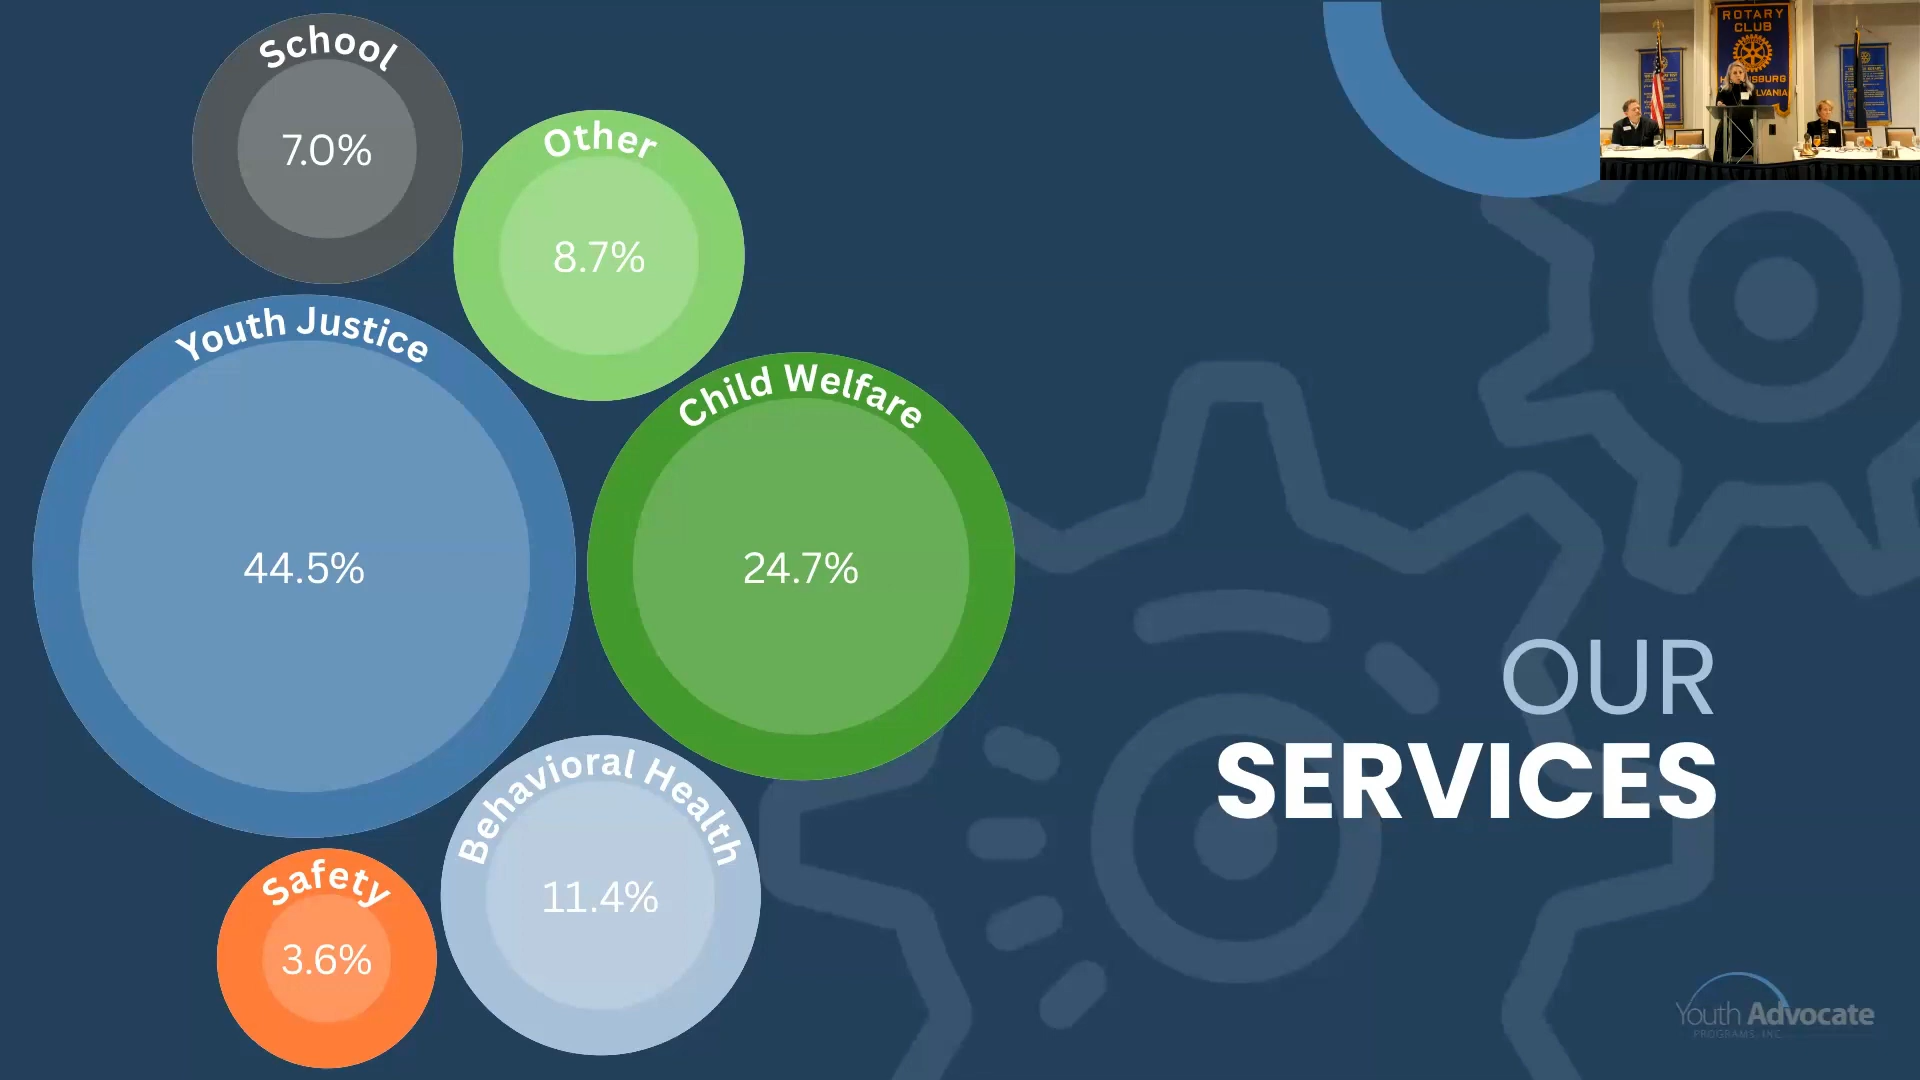 School
7.0%
Other
8.7%
Youth Justice
44.5%
Child Welfare
24.7%
Behavioral Health
11.4%
Safety
3.6%
OUR
SERVICES
Youth Advocate
PROGRAMS, INC.
ROTARY
CLUB